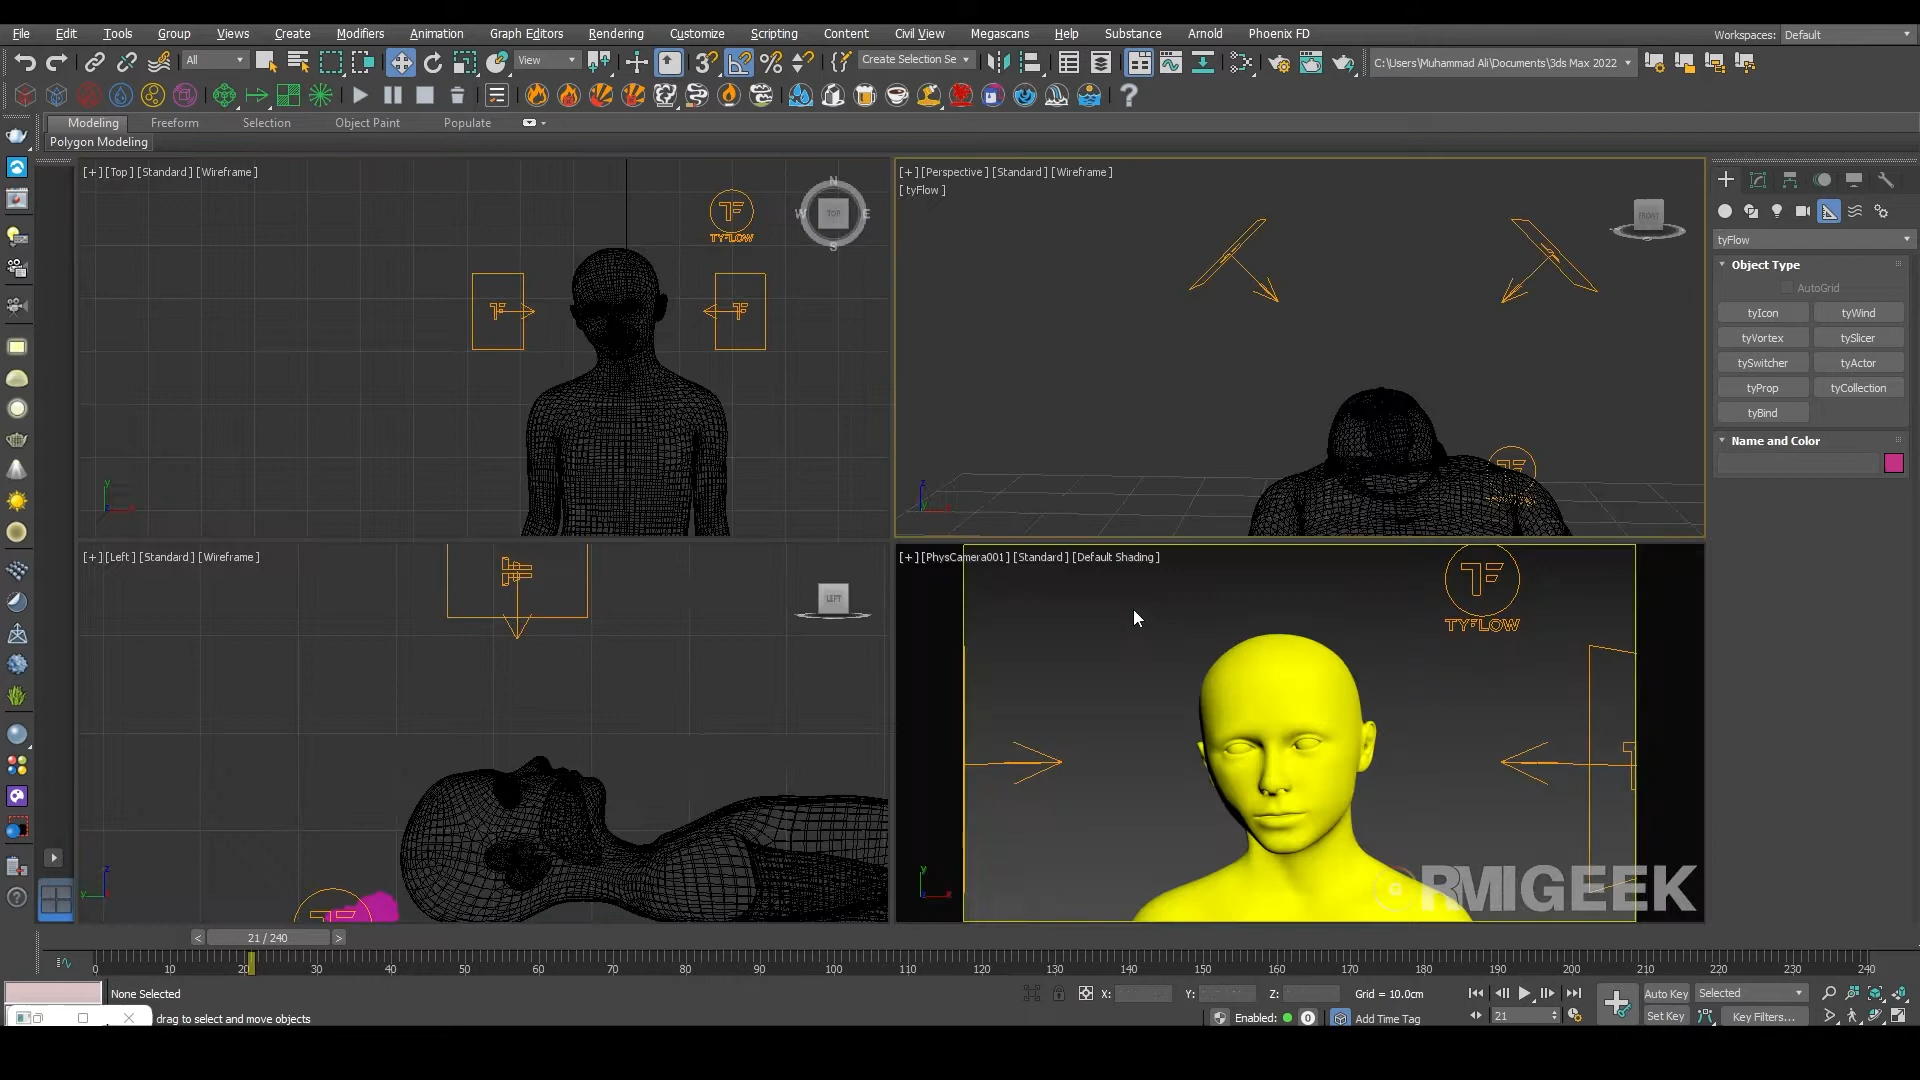 File Edit Tools Group Views Create Modifiers Animation Graph Editors Rendering Customize Scripting Content Civil View Megascans Help Substance Arnold Phoenix FD Workspaces: Default
All View Create Selection Se C:\Users\Muhammad Ali\Documents\3ds Max 2022
Modeling Freeform Selection Object Paint Populate
Polygon Modeling
[+] [Top] [Standard] [Wireframe]
TOP
N
W
E
S
TYFLOW
[+] [Perspective] [Standard] [Wireframe]
[ tyFlow ]
FRONT
[+] [Left] [Standard] [Wireframe]
LEFT
[+] [PhysCamera001] [Standard] [Default Shading]
TYFLOW
RMIGEEK
tyFlow
Object Type
AutoGrid
tyIcon tyWind
tyVortex tySlicer
tySwitcher tyActor
tyProp tyCollection
tyBind
Name and Color
< 21 / 240 >
0 10 20 30 40 50 60 70 80 90 100 110 120 130 140 150 160 170 180 190 200 210 220 230 240
None Selected X: Y: Z: Grid = 10.0cm Auto Key Selected
drag to select and move objects Enabled: 0 Add Time Tag 21 Set Key Key Filters...